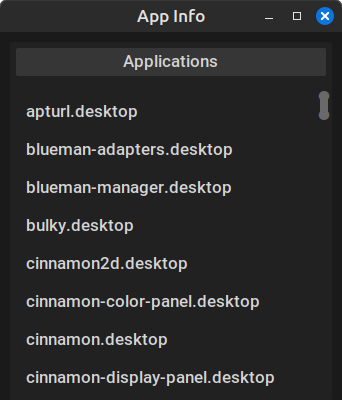 App Info
Applications
apturl.desktop
blueman-adapters.desktop
blueman-manager.desktop
bulky.desktop
cinnamon2d.desktop
cinnamon-color-panel.desktop
cinnamon.desktop
cinnamon-display-panel.desktop